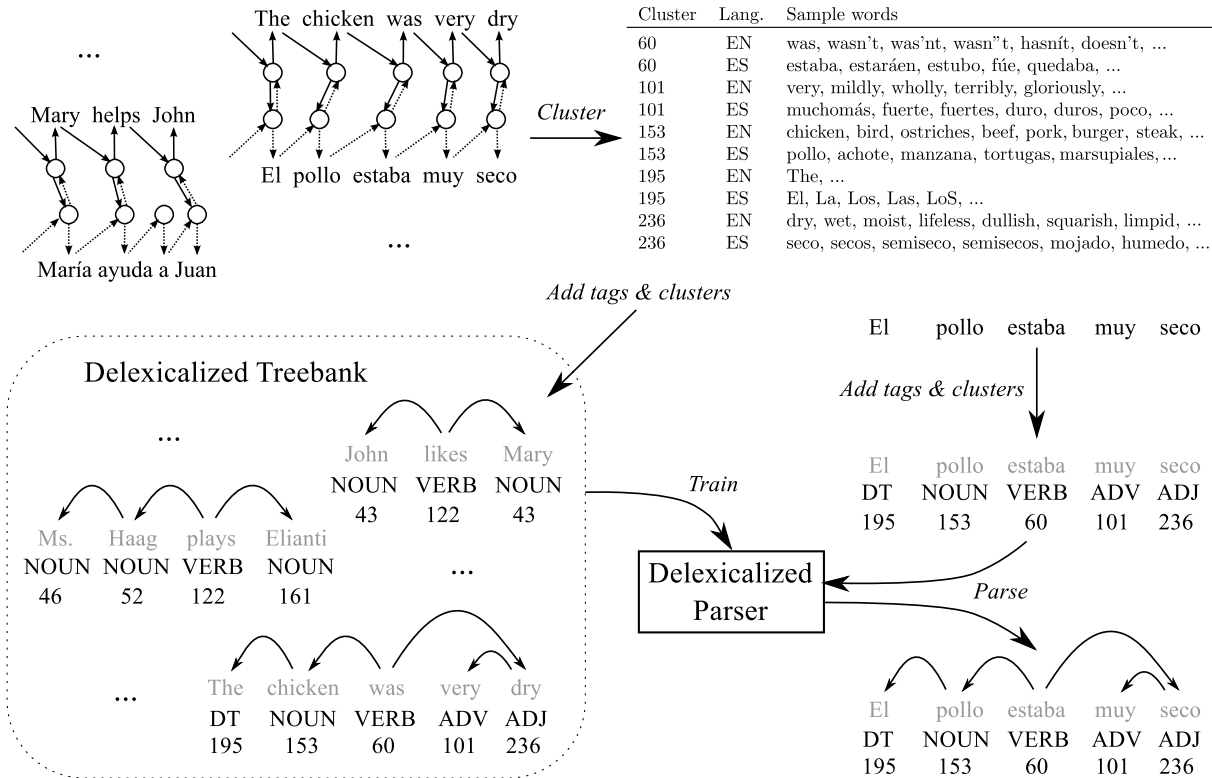 The chicken was very dry
...
Mary helps John
El pollo estaba muy seco
María ayuda a Juan
...
Cluster
Cluster Lang. Sample words
60 EN was, wasn't, was'nt, wasn"t, hasnít, doesn't, ...
60 ES estaba, estaráen, estubo, fúe, quedaba, ...
101 EN very, mildly, wholly, terribly, gloriously, ...
101 ES muchomás, fuerte, fuertes, duro, duros, poco, ...
153 EN chicken, bird, ostriches, beef, pork, burger, steak, ...
153 ES pollo, achote, manzana, tortugas, marsupiales, ...
195 EN The, ...
195 ES El, La, Los, Las, LoS, ...
236 EN dry, wet, moist, lifeless, dullish, squarish, limpid, ...
236 ES seco, secos, semiseco, semisecos, mojado, humedo, ...
Add tags & clusters
Delexicalized Treebank
...
John likes Mary
NOUN VERB NOUN
43 122 43
Ms. Haag plays Elianti
NOUN NOUN VERB NOUN
46 52 122 161
...
...
The chicken was very dry
DT NOUN VERB ADV ADJ
195 153 60 101 236
Train
Delexicalized
Parser
El pollo estaba muy seco
Add tags & clusters
El pollo estaba muy seco
DT NOUN VERB ADV ADJ
195 153 60 101 236
Parse
El pollo estaba muy seco
DT NOUN VERB ADV ADJ
195 153 60 101 236